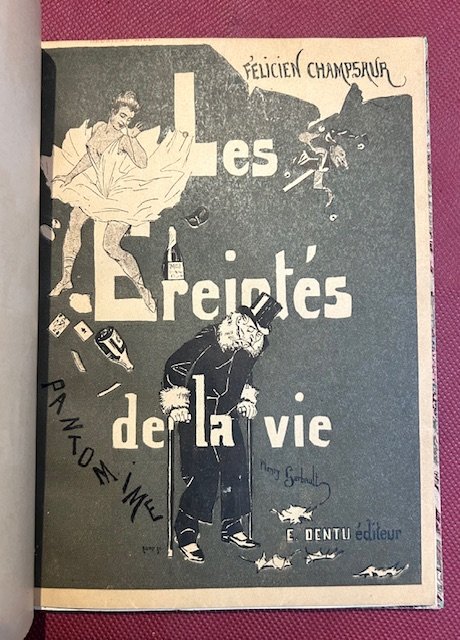 FÉLICIEN CHAMPSAUR
Les
Ereintés
de la vie
PANTOMIME
Henry Gerbault
E. DENTU éditeur